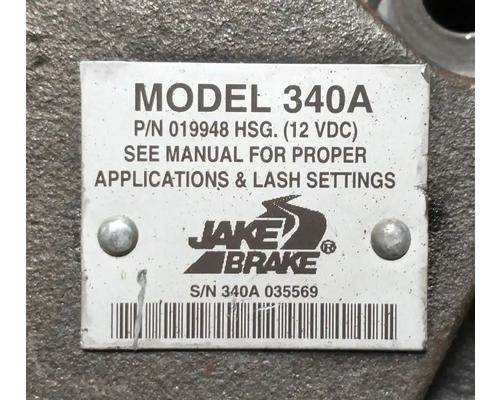 MODEL 340A
P/N 019948 HSG. (12 VDC)
SEE MANUAL FOR PROPER
APPLICATIONS & LASH SETTINGS
JAKE
BRAKE®
S/N 340A 035569